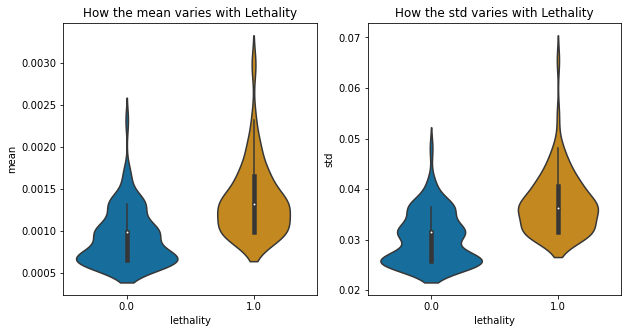 How the mean varies with Lethality
mean
0.0030
0.0025
0.0020
0.0015
0.0010
0.0005
0.0
1.0
lethality
How the std varies with Lethality
std
0.07
0.06
0.05
0.04
0.03
0.02
0.0
1.0
lethality